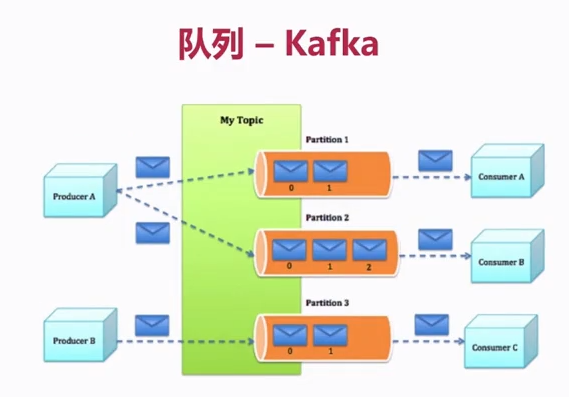 队列 – Kafka
My Topic
Partition 1
0 1
Producer A
Consumer A
Partition 2
0 1 2
Consumer B
Partition 3
0 1
Producer B
Consumer C